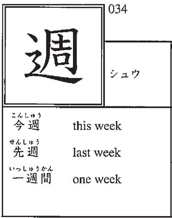 034
週
シュウ
こんしゅう
今週 this week
せんしゅう
先週 last week
いっしゅうかん
一週間 one week